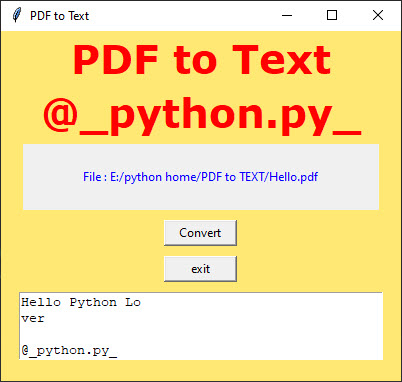 PDF to Text
PDF to Text
@_python.py_
File : E:/python home/PDF to TEXT/Hello.pdf
Convert
exit
Hello Python Lo
ver
@_python.py_